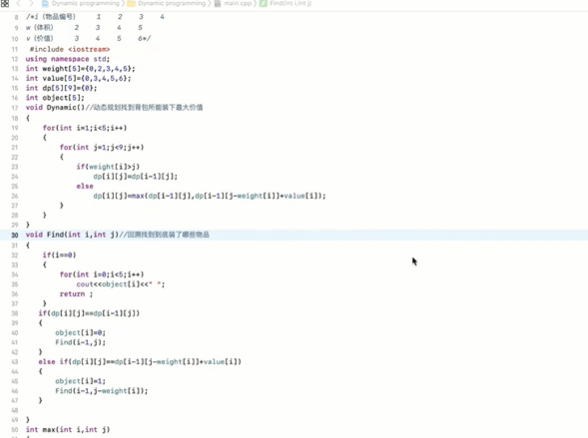 Dynamic programming 〉 Dynamic programming 〉 main.cpp 〉 Find(int i,int j)
8 /*i (物品编号) 1 2 3 4
9 w (体积) 2 3 4 5
10 v (价值) 3 4 5 6*/
11 #include <iostream>
12 using namespace std;
13 int weight[5]={0,2,3,4,5};
14 int value[5]={0,3,4,5,6};
15 int dp[5][9]={0};
16 int object[5];
17 void Dynamic()//动态规划找到背包所能装下最大价值
18 {
19 for(int i=1;i<5;i++)
20 {
21 for(int j=1;j<9;j++)
22 {
23 if(weight[i]>j)
24 dp[i][j]=dp[i-1][j];
25 else
26 dp[i][j]=max(dp[i-1][j],dp[i-1][j-weight[i]]+value[i]);
27 }
28 }
29 }
30 void Find(int i,int j)//回溯找到到底装了哪些物品
31 {
32 if(i==0)
33 {
34 for(int i=0;i<5;i++)
35 cout<<object[i]<<" ";
36 return ;
37 }
38 if(dp[i][j]==dp[i-1][j])
39 {
40 object[i]=0;
41 Find(i-1,j);
42 }
43 else if(dp[i][j]==dp[i-1][j-weight[i]]+value[i])
44 {
45 object[i]=1;
46 Find(i-1,j-weight[i]);
47 }
48
49 }
50 int max(int i,int j)